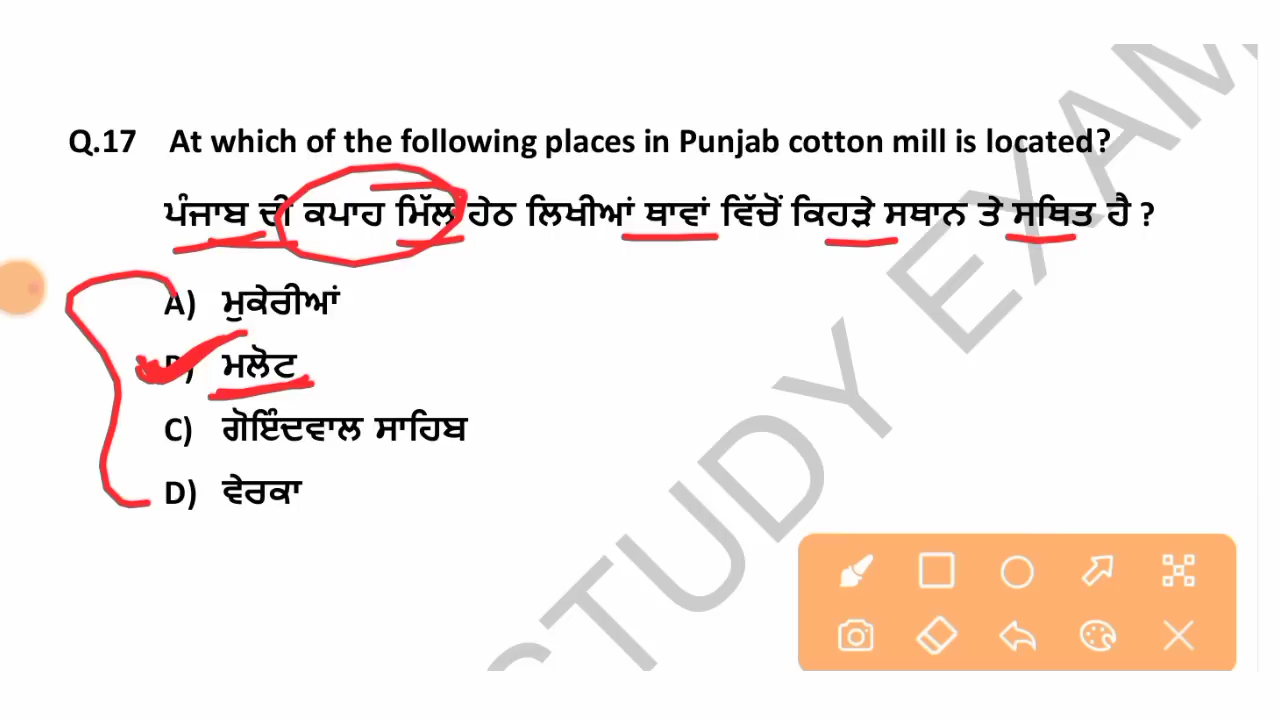 Q.17 At which of the following places in Punjab cotton mill is located?
ਪੰਜਾਬ ਦੀ ਕਪਾਹ ਮਿੱਲ ਹੇਠ ਲਿਖੀਆਂ ਥਾਵਾਂ ਵਿੱਚੋਂ ਕਿਹੜੇ ਸਥਾਨ ਤੇ ਸਥਿਤ ਹੈ ?
A) ਮੁਕੇਰੀਆਂ
B) ਮਲੋਟ
C) ਗੋਇੰਦਵਾਲ ਸਾਹਿਬ
D) ਵੇਰਕਾ
STUDY EXAM